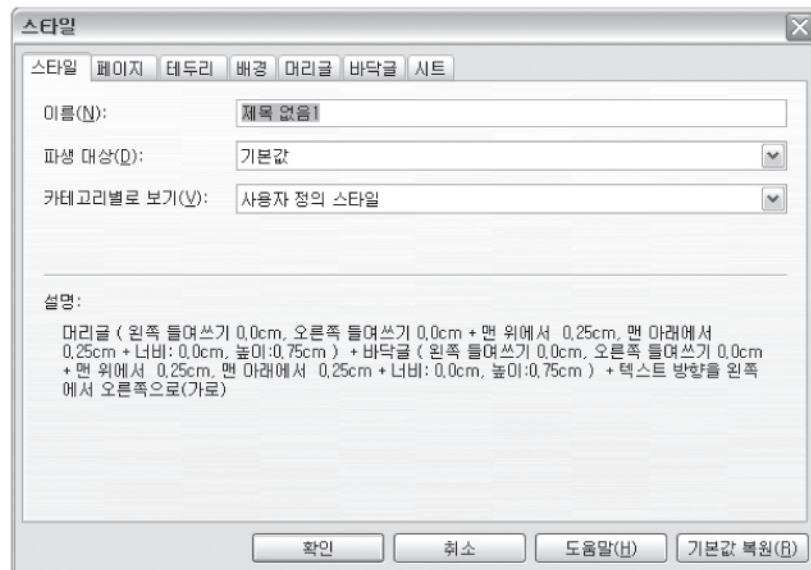 스타일
스타일 페이지 테두리 배경 머리글 바닥글 시트
이름(N): 제목 없음1
파생 대상(D): 기본값
카테고리별로 보기(V): 사용자 정의 스타일
설명:
머리글 ( 왼쪽 들여쓰기 0,0cm, 오른쪽 들여쓰기 0,0cm + 맨 위에서 0,25cm, 맨 아래에서
0,25cm + 너비: 0,0cm, 높이:0,75cm ) + 바닥글 ( 왼쪽 들여쓰기 0,0cm, 오른쪽 들여쓰기 0,0cm
+ 맨 위에서 0,25cm, 맨 아래에서 0,25cm + 너비: 0,0cm, 높이:0,75cm ) + 텍스트 방향을 왼쪽
에서 오른쪽으로(가로)
확인 취소 도움말(H) 기본값 복원(R)